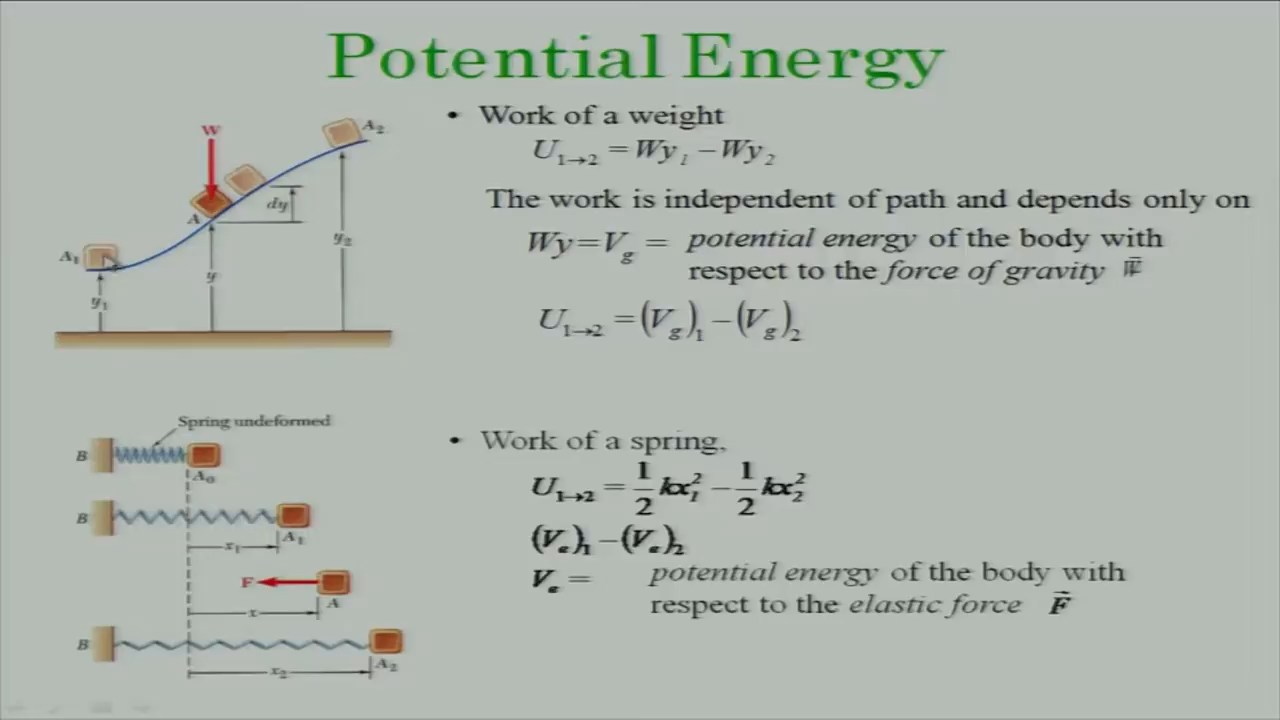 Potential Energy
• Work of a weight
U₁→₂ = Wy₁ − Wy₂
The work is independent of path and depends only on
Wy = V_g = potential energy of the body with
respect to the force of gravity W⃗
U₁→₂ = (V_g)₁ − (V_g)₂
W
A₂
A
dy
A₁
y₂
y
y₁
• Work of a spring,
U₁→₂ = 1/2 kx₁² − 1/2 kx₂²
(Vₑ)₁ − (Vₑ)₂
Vₑ = potential energy of the body with
respect to the elastic force F⃗
Spring undeformed
B
A₀
B
A₁
x₁
F
A
x
B
A₂
x₂